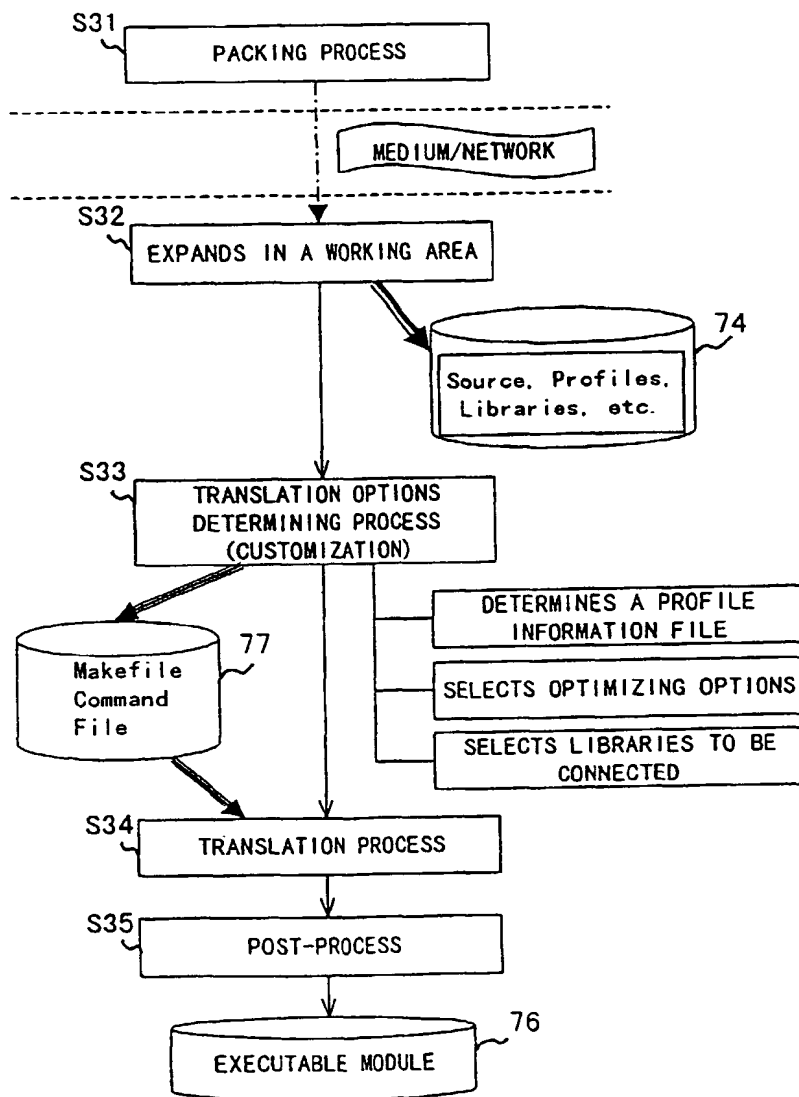 S31
PACKING PROCESS
MEDIUM/NETWORK
S32
EXPANDS IN A WORKING AREA
74
Source, Profiles,
Libraries, etc.
S33
TRANSLATION OPTIONS
DETERMINING PROCESS
(CUSTOMIZATION)
DETERMINES A PROFILE
INFORMATION FILE
77
Makefile
Command
File
SELECTS OPTIMIZING OPTIONS
SELECTS LIBRARIES TO BE
CONNECTED
S34
TRANSLATION PROCESS
S35
POST-PROCESS
76
EXECUTABLE MODULE